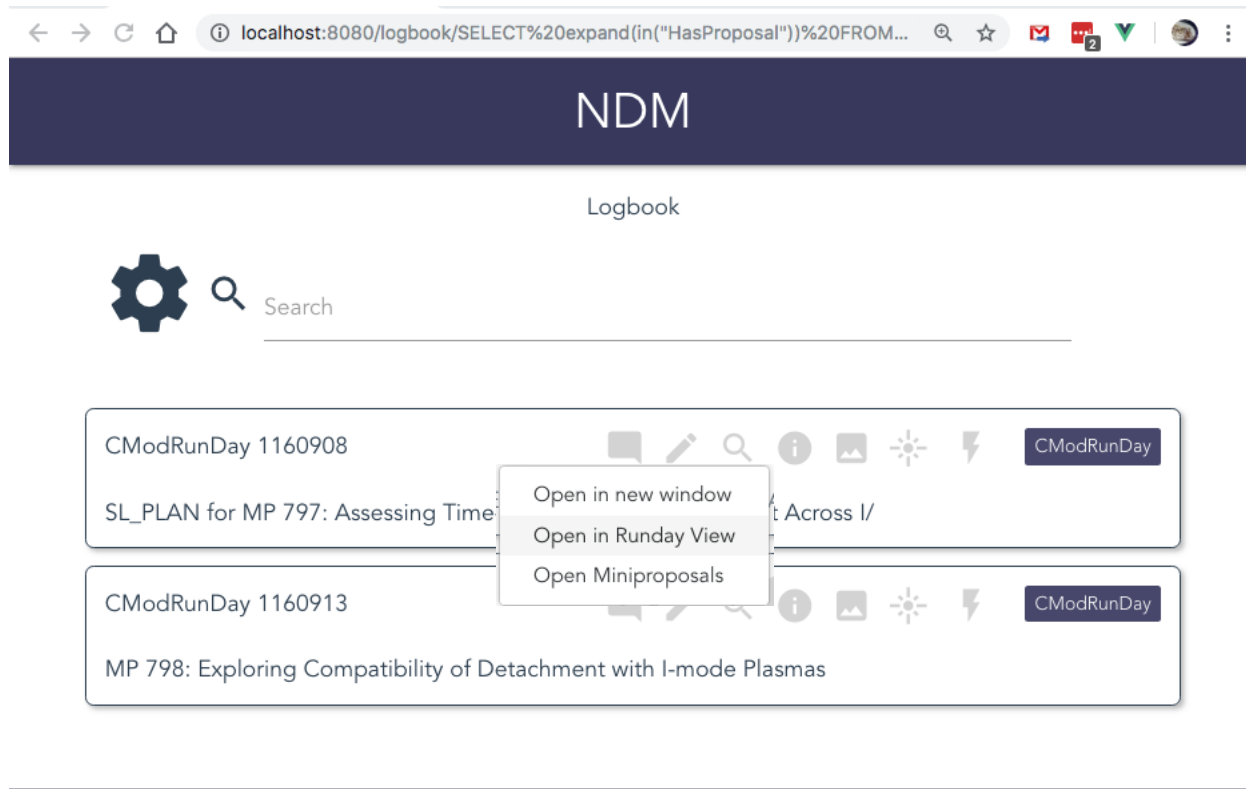 localhost:8080/logbook/SELECT%20expand(in("HasProposal"))%20FROM...
2
NDM
Logbook
Search
CModRunDay 1160908
CModRunDay
SL_PLAN for MP 797: Assessing Time
t Across I/
Open in new window
Open in Runday View
Open Miniproposals
CModRunDay 1160913
CModRunDay
MP 798: Exploring Compatibility of Detachment with I-mode Plasmas